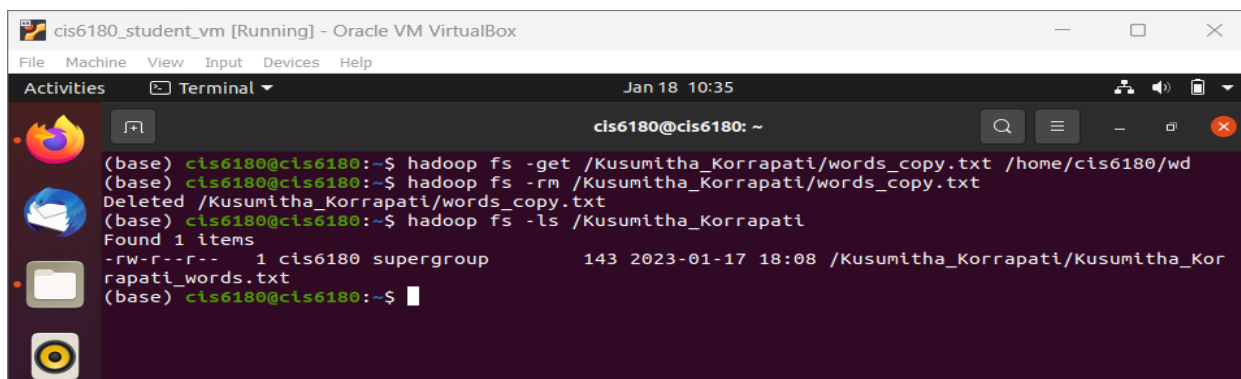 cis6180_student_vm [Running] - Oracle VM VirtualBox
File Machine View Input Devices Help
Activities Terminal Jan 18 10:35
cis6180@cis6180: ~
(base) cis6180@cis6180:~$ hadoop fs -get /Kusumitha_Korrapati/words_copy.txt /home/cis6180/wd
(base) cis6180@cis6180:~$ hadoop fs -rm /Kusumitha_Korrapati/words_copy.txt
Deleted /Kusumitha_Korrapati/words_copy.txt
(base) cis6180@cis6180:~$ hadoop fs -ls /Kusumitha_Korrapati
Found 1 items
-rw-r--r--   1 cis6180 supergroup        143 2023-01-17 18:08 /Kusumitha_Korrapati/Kusumitha_Kor
rapati_words.txt
(base) cis6180@cis6180:~$